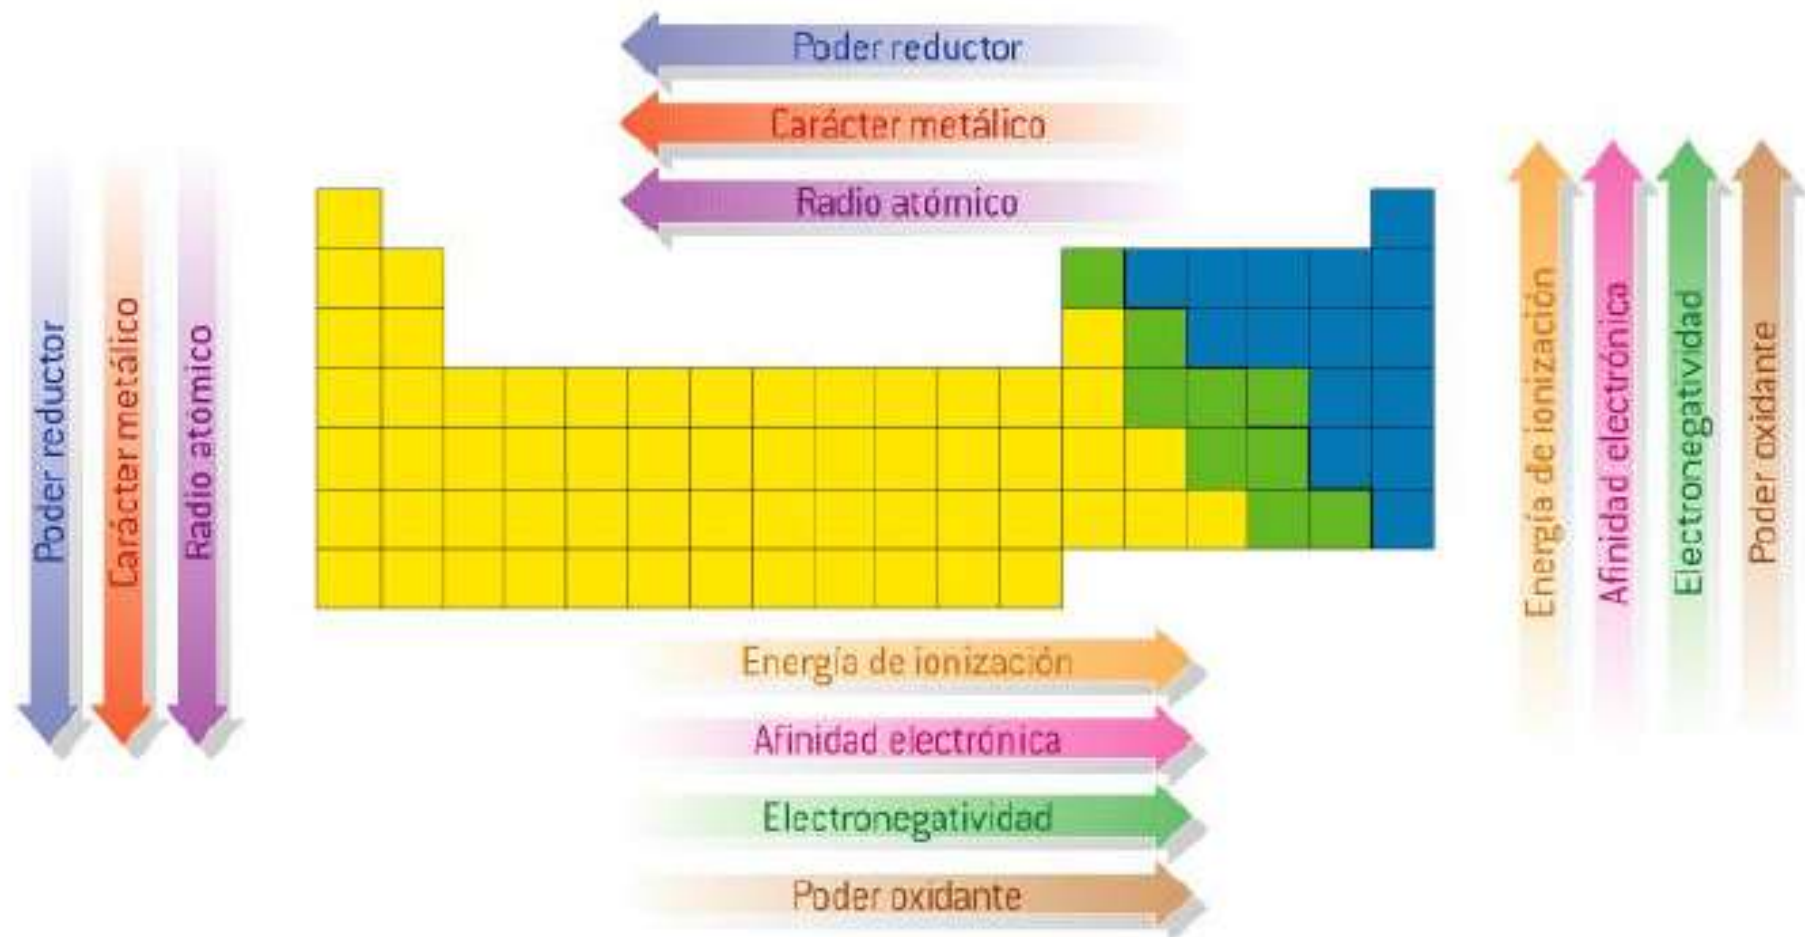 Poder reductor
Carácter metálico
Radio atómico
Poder reductor
Carácter metálico
Radio atómico
Energía de ionización
Afinidad electrónica
Electronegatividad
Poder oxidante
Energía de ionización
Afinidad electrónica
Electronegatividad
Poder oxidante